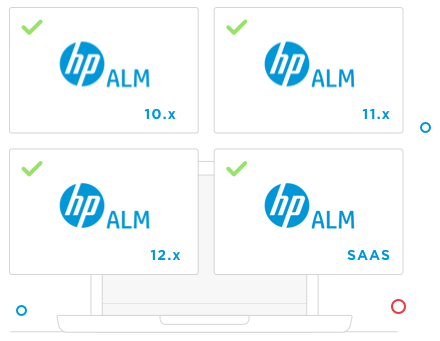 hp ALM
10.x
hp ALM
11.x
hp ALM
12.x
hp ALM
SAAS